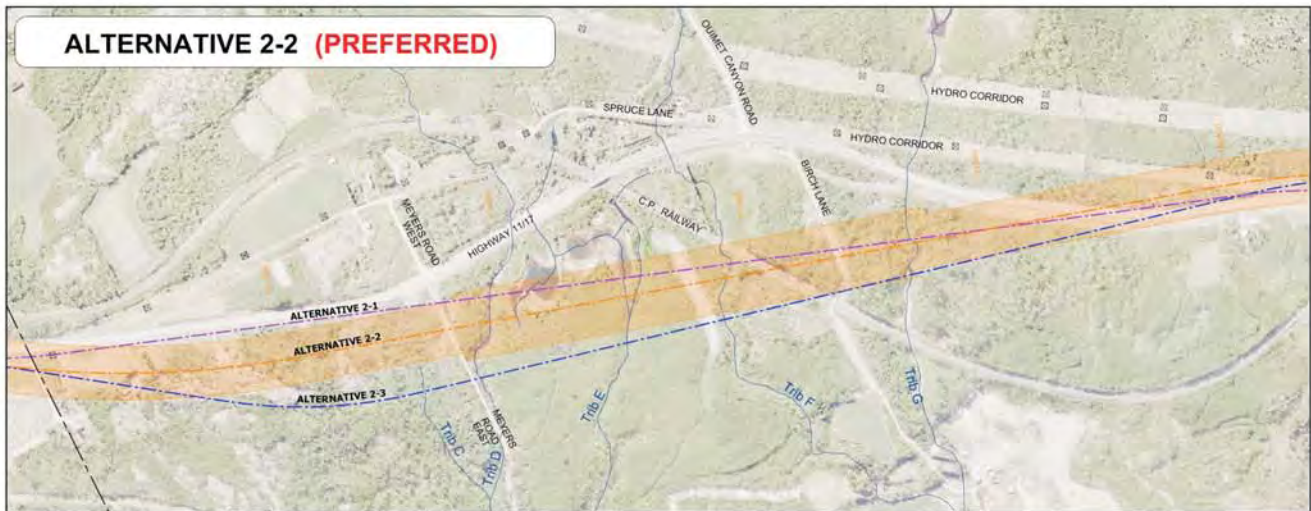 ALTERNATIVE 2-2 (PREFERRED)
OUIMET CANYON ROAD
HYDRO CORRIDOR
SPRUCE LANE
HYDRO CORRIDOR
BIRCH LANE
C.P. RAILWAY
MEYERS ROAD
WEST
HIGHWAY 11/17
ALTERNATIVE 2-1
ALTERNATIVE 2-2
ALTERNATIVE 2-3
MEYERS
ROAD
EAST
Trib C
Trib D
Trib E
Trib F
Trib G